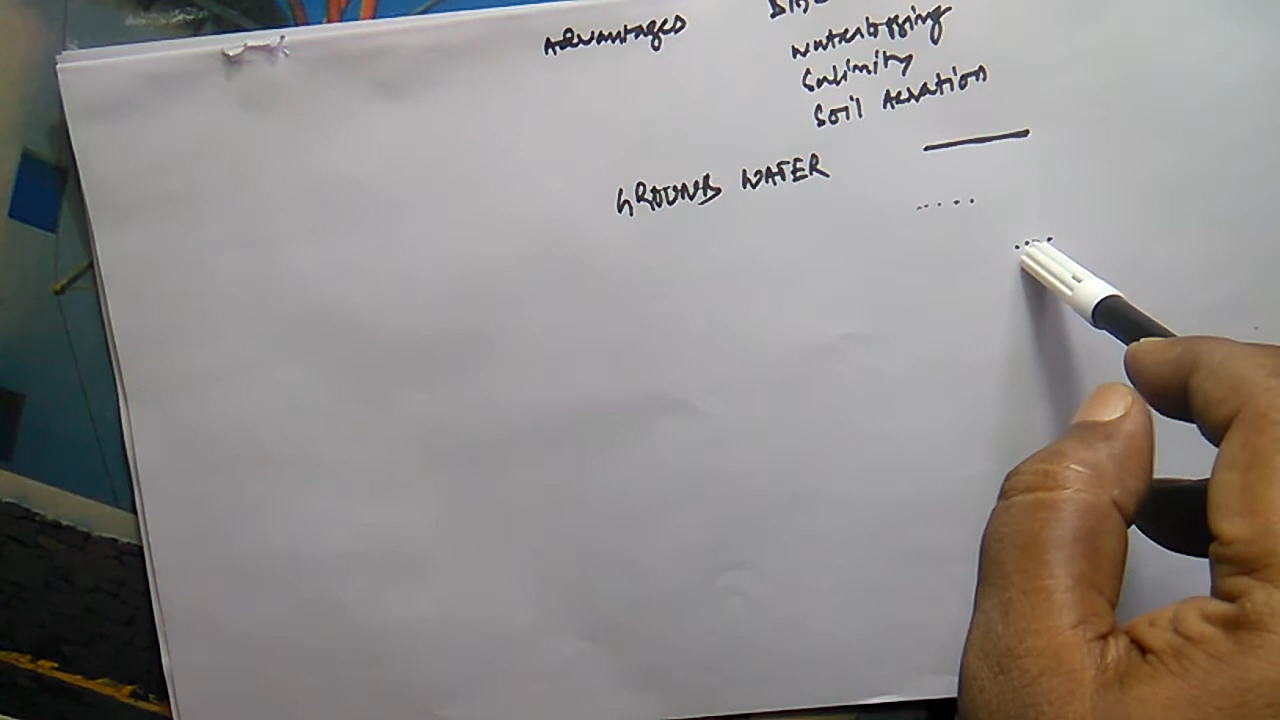 Advantages
Waterlogging
Salinity
Soil Aeration
GROUND WATER